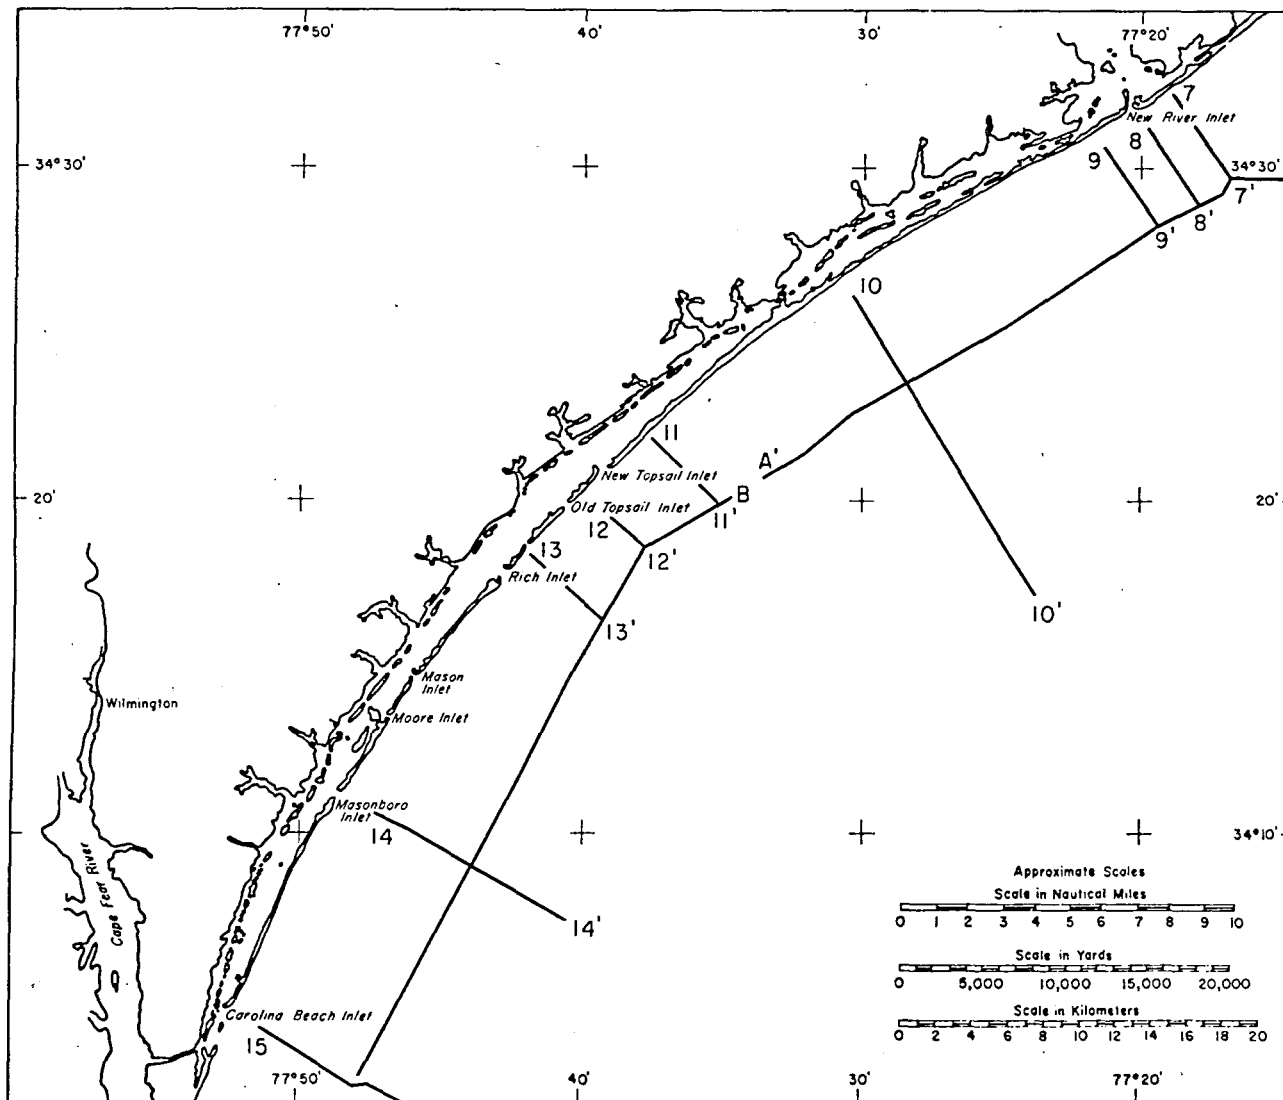 77°50'
40'
30'
77°20'
7
New River Inlet
8
34°30'
9
34°30'
7'
8'
9'
10
11
A'
New Topsail Inlet
B
20'
20'
Old Topsail Inlet
11'
12
13
12'
Rich Inlet
10'
13'
Mason
Inlet
Wilmington
Moore Inlet
Masonboro
Inlet
14
34°10'
Cape Fear River
Approximate Scales
Scale in Nautical Miles
0 1 2 3 4 5 6 7 8 9 10
14'
Scale in Yards
0 5,000 10,000 15,000 20,000
Carolina Beach Inlet
Scale in Kilometers
0 2 4 6 8 10 12 14 16 18 20
15
77°50'
40'
30'
77°20'